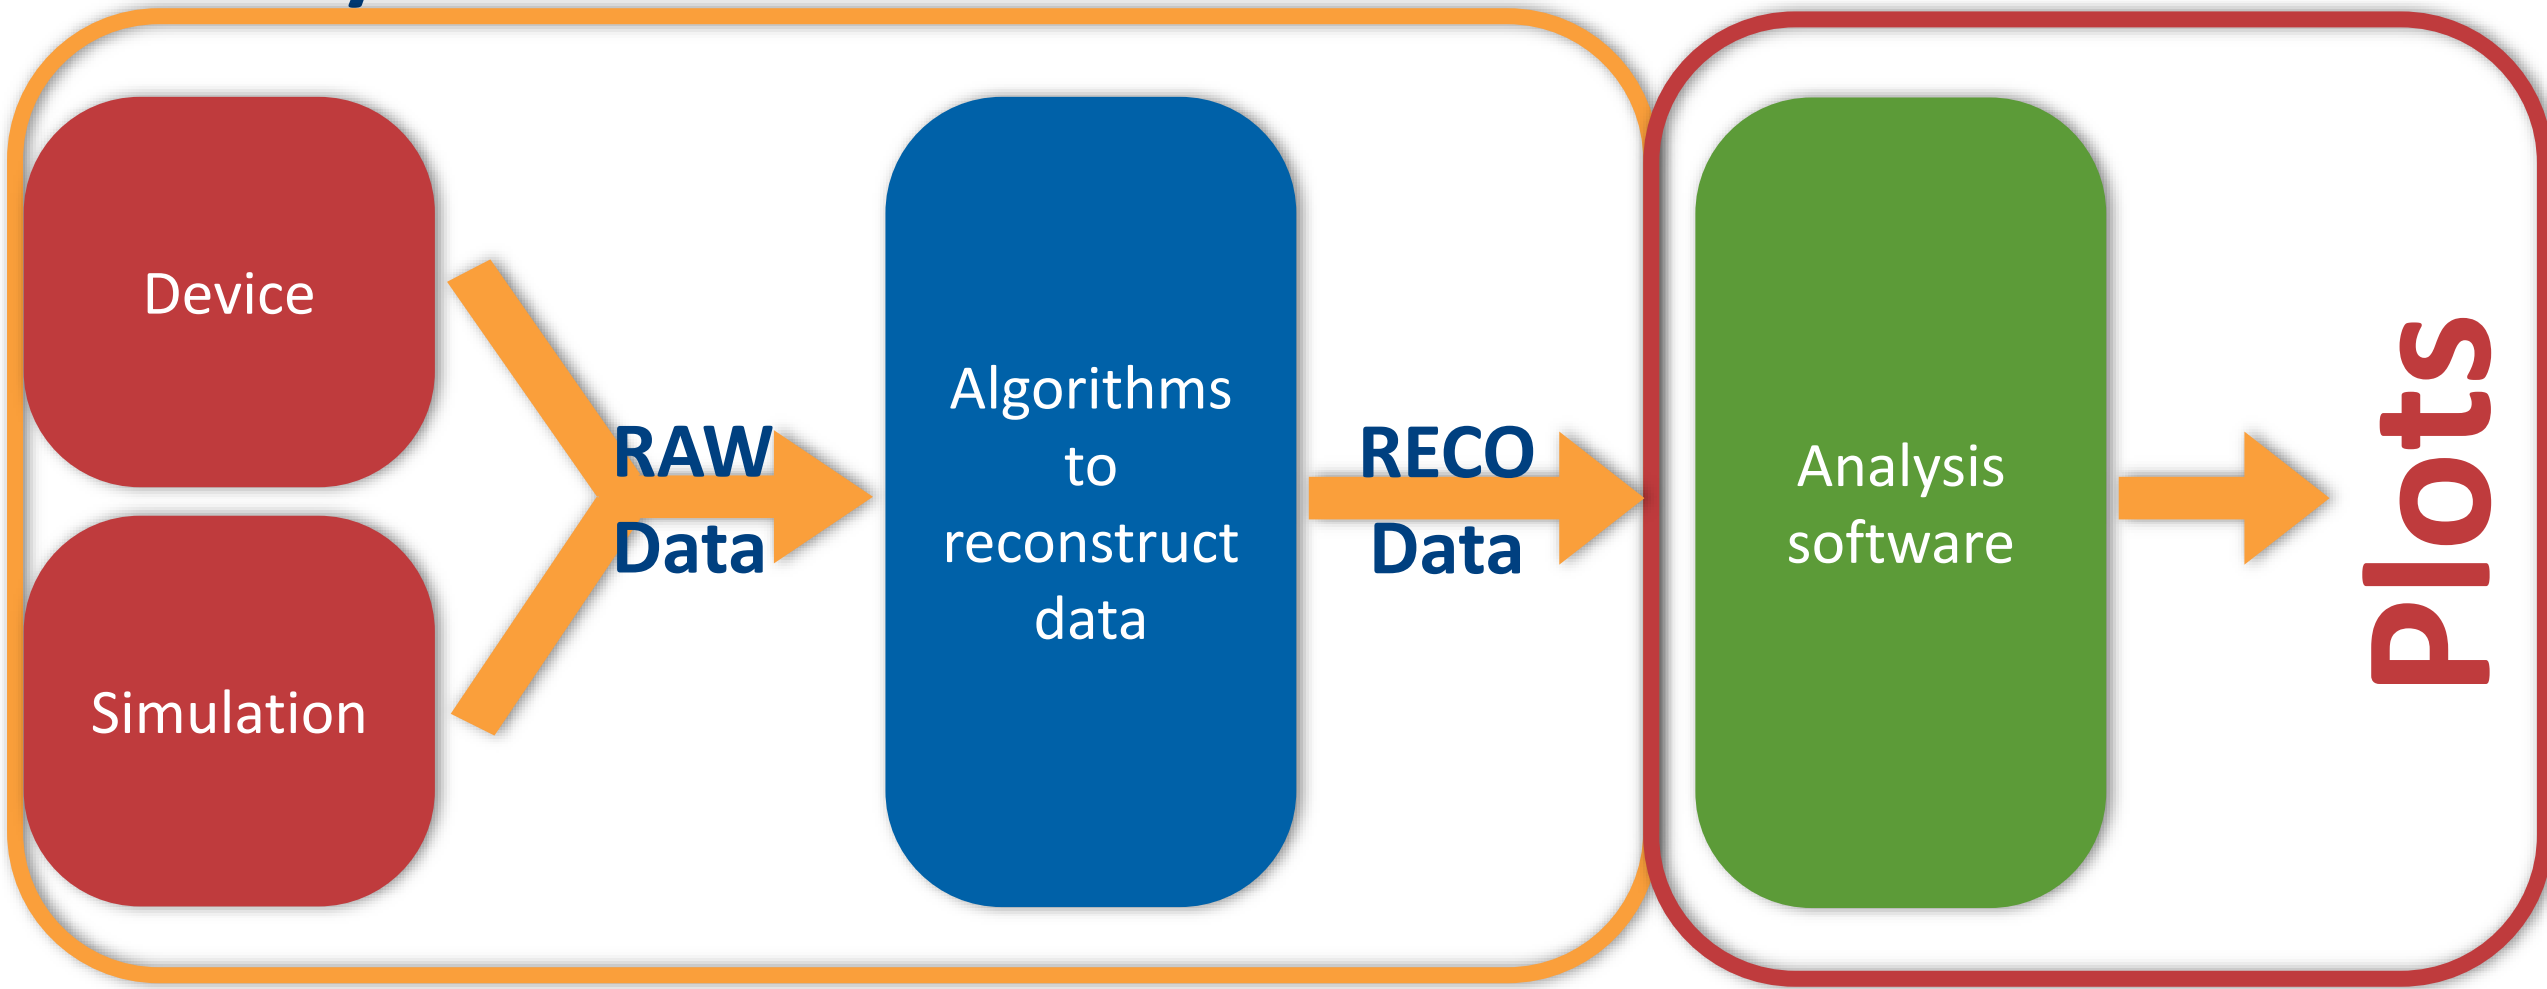 Device
Simulation
RAW
Data
Algorithms
to
reconstruct
data
RECO
Data
Analysis
software
Plots